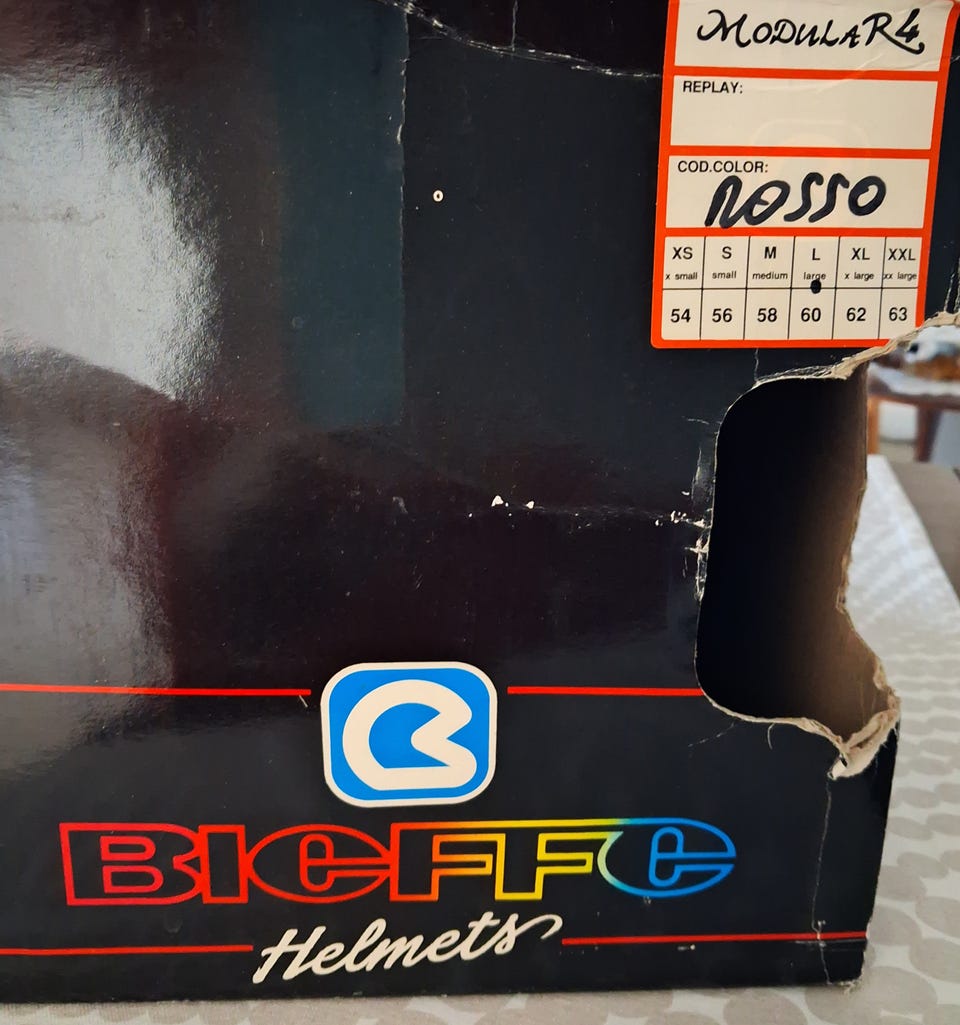 MODULAR4
REPLAY:
COD.COLOR:
ROSSO
XS S M L XL XXL
x small small medium large x large xx large
54 56 58 60 62 63
BIEFFE
Helmets